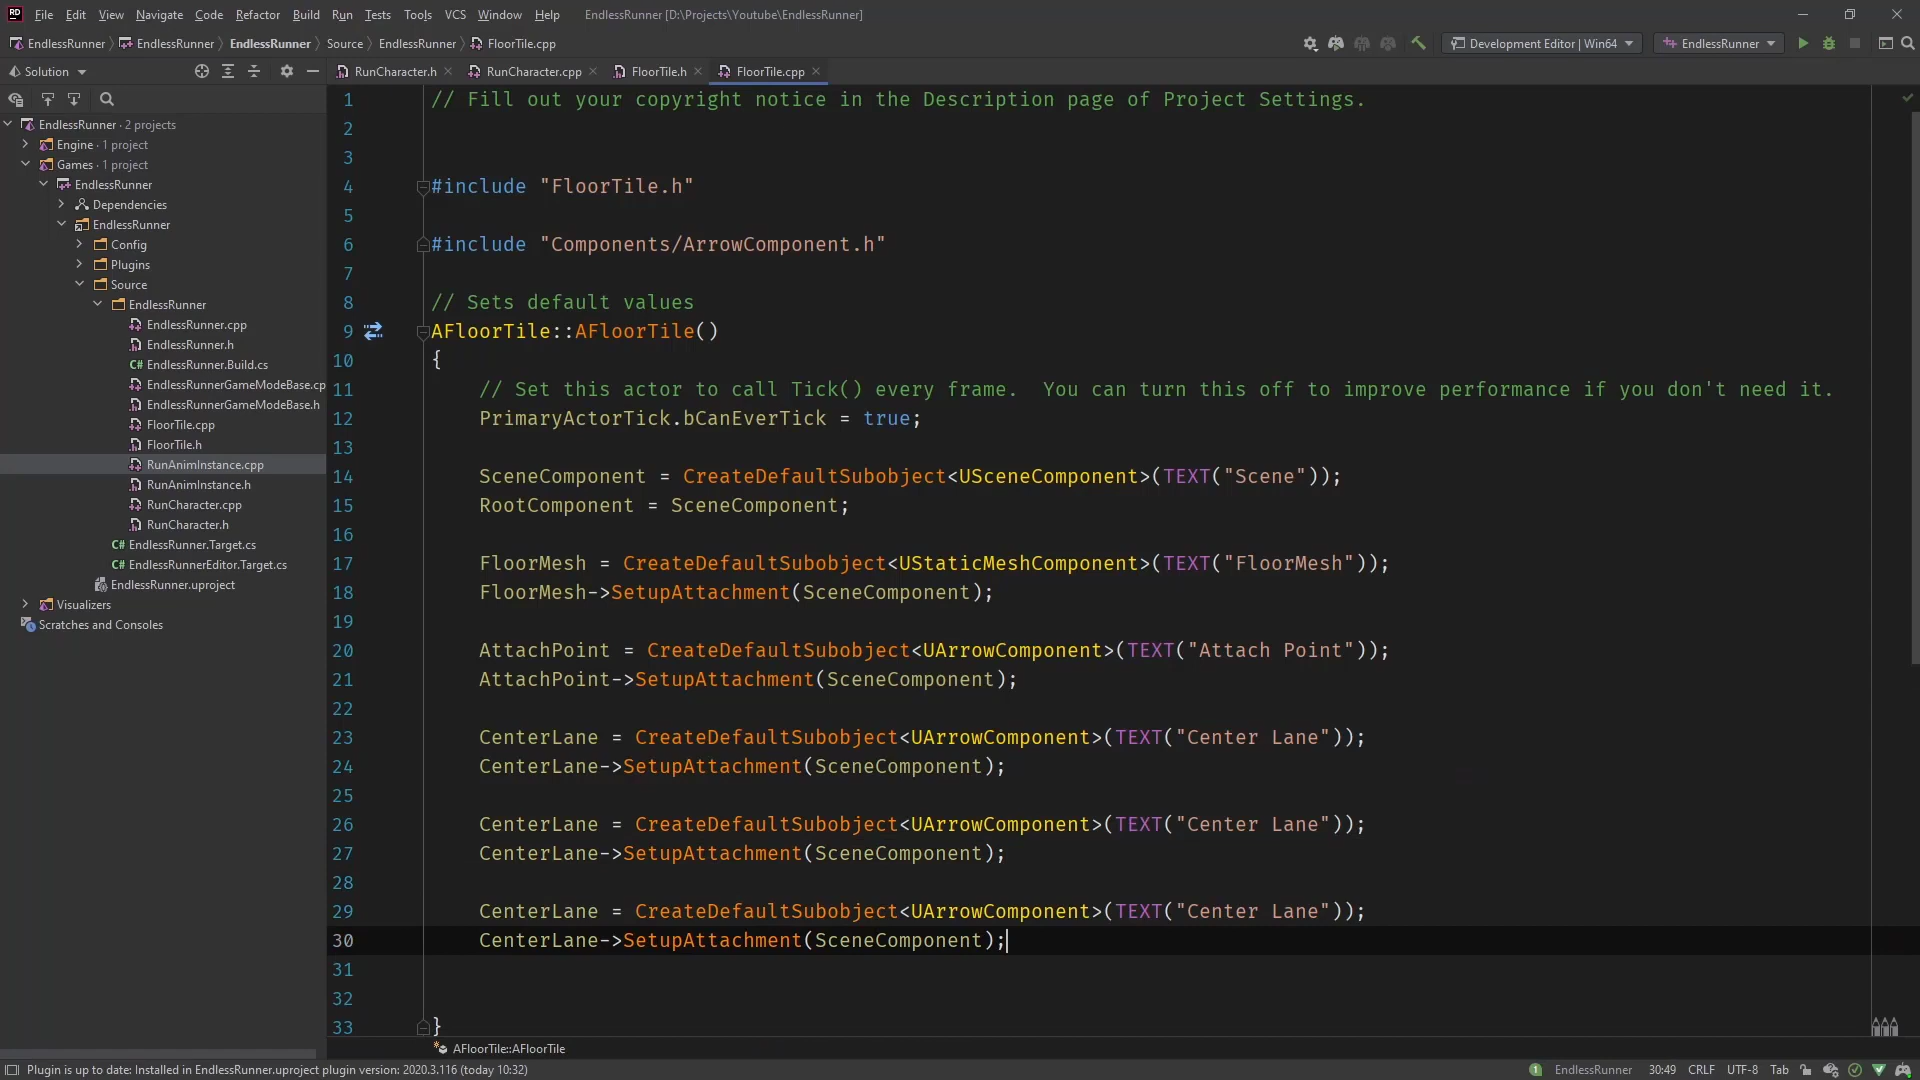 File Edit View Navigate Code Refactor Build Run Tests Tools VCS Window Help EndlessRunner [D:\Projects\Youtube\EndlessRunner]
EndlessRunner EndlessRunner EndlessRunner Source EndlessRunner FloorTile.cpp
Development Editor | Win64 EndlessRunner
Solution
RunCharacter.h RunCharacter.cpp FloorTile.h FloorTile.cpp
EndlessRunner · 2 projects
Engine · 1 project
Games · 1 project
EndlessRunner
Dependencies
EndlessRunner
Config
Plugins
Source
EndlessRunner
EndlessRunner.cpp
EndlessRunner.h
C# EndlessRunner.Build.cs
EndlessRunnerGameModeBase.cp
EndlessRunnerGameModeBase.h
FloorTile.cpp
FloorTile.h
RunAnimInstance.cpp
RunAnimInstance.h
RunCharacter.cpp
RunCharacter.h
C# EndlessRunner.Target.cs
C# EndlessRunnerEditor.Target.cs
EndlessRunner.uproject
Visualizers
Scratches and Consoles
1 // Fill out your copyright notice in the Description page of Project Settings.
2
3
4 #include "FloorTile.h"
5
6 #include "Components/ArrowComponent.h"
7
8 // Sets default values
9 AFloorTile::AFloorTile()
10 {
11 // Set this actor to call Tick() every frame.  You can turn this off to improve performance if you don't need it.
12 PrimaryActorTick.bCanEverTick = true;
13
14 SceneComponent = CreateDefaultSubobject<USceneComponent>(TEXT("Scene"));
15 RootComponent = SceneComponent;
16
17 FloorMesh = CreateDefaultSubobject<UStaticMeshComponent>(TEXT("FloorMesh"));
18 FloorMesh->SetupAttachment(SceneComponent);
19
20 AttachPoint = CreateDefaultSubobject<UArrowComponent>(TEXT("Attach Point"));
21 AttachPoint->SetupAttachment(SceneComponent);
22
23 CenterLane = CreateDefaultSubobject<UArrowComponent>(TEXT("Center Lane"));
24 CenterLane->SetupAttachment(SceneComponent);
25
26 CenterLane = CreateDefaultSubobject<UArrowComponent>(TEXT("Center Lane"));
27 CenterLane->SetupAttachment(SceneComponent);
28
29 CenterLane = CreateDefaultSubobject<UArrowComponent>(TEXT("Center Lane"));
30 CenterLane->SetupAttachment(SceneComponent);
31
32
33 }
AFloorTile::AFloorTile
Plugin is up to date: Installed in EndlessRunner.uproject plugin version: 2020.3.116 (today 10:32) 1 EndlessRunner 30:49 CRLF UTF-8 Tab